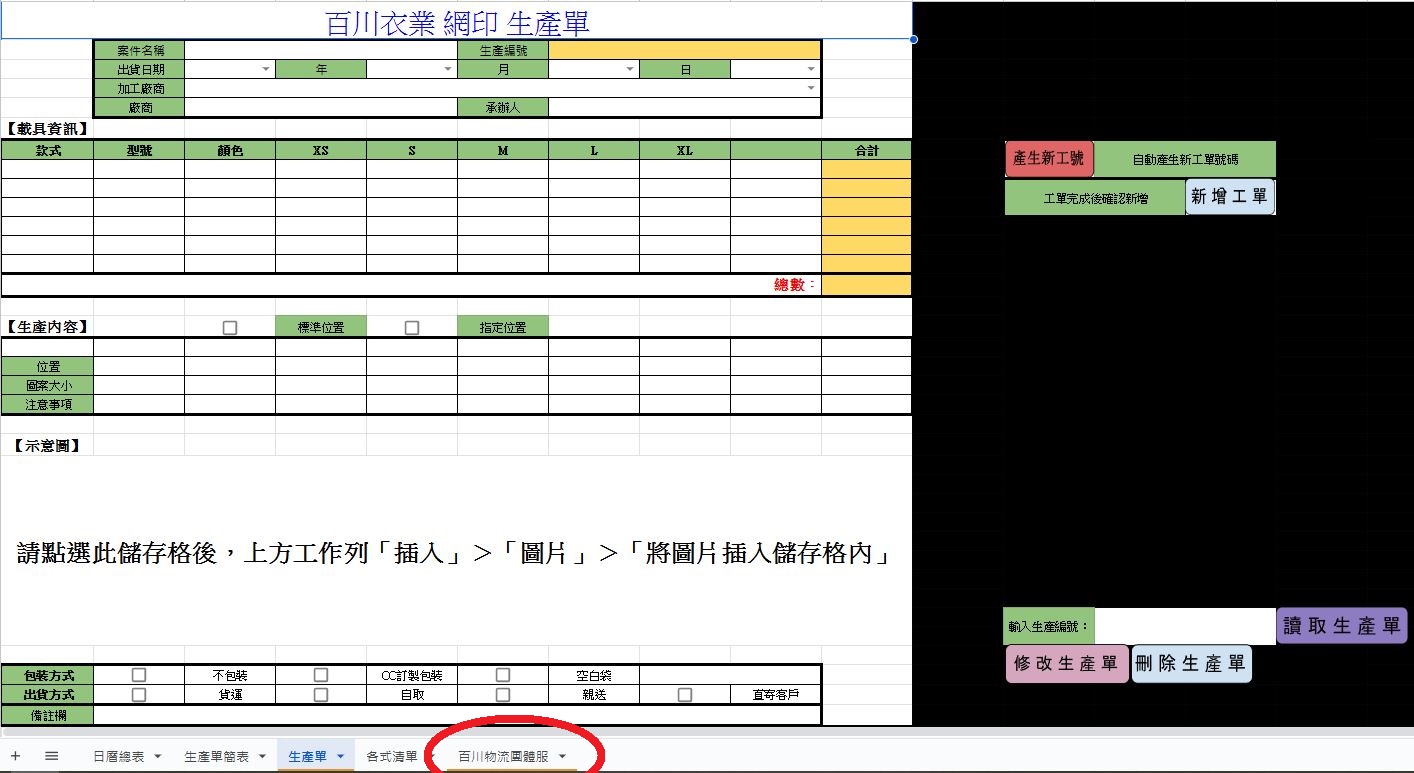 百川衣業 網印 生產單
案件名稱 生產編號
出貨日期 年 月 日
加工廠商
廠商 承辦人
【載具資訊】
款式 型號 顏色 XS S M L XL 合計
產生新工號 自動產生新工單號碼
工單完成後確認新增 新增工單
總數：
【生產內容】 標準位置 指定位置
位置
圖案大小
注意事項
【示意圖】
請點選此儲存格後，上方工作列「插入」＞「圖片」＞「將圖片插入儲存格內」
輸入生產編號： 讀取生產單
修改生產單 刪除生產單
包裝方式 不包裝 CC訂製包裝 空白袋
出貨方式 貨運 自取 親送 直寄客戶
備註欄
日曆總表 生產單簡表 生產單 各式清單 百川物流團體服